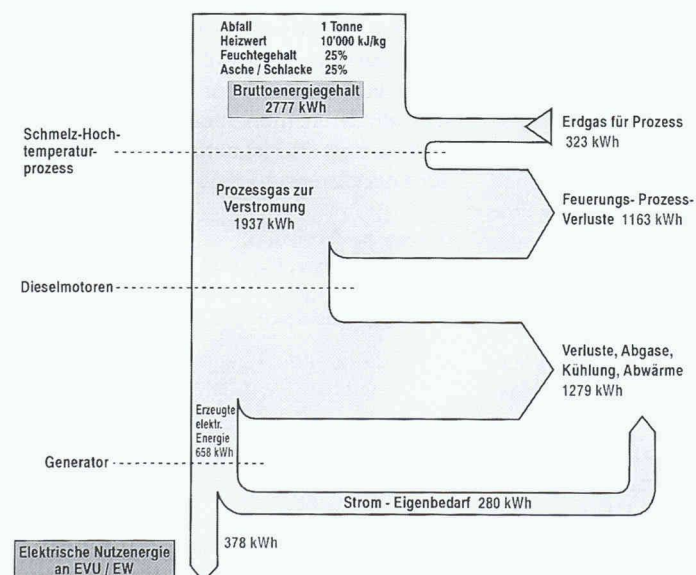 Abfall 1 Tonne
Heizwert 10'000 kJ/kg
Feuchtegehalt 25%
Asche / Schlacke 25%
Bruttoenergiegehalt
2777 kWh
Erdgas für Prozess
323 kWh
Schmelz-Hoch-
temperatur-
prozess
Prozessgas zur
Verstromung
1937 kWh
Feuerungs- Prozess-
Verluste 1163 kWh
Dieselmotoren
Verluste, Abgase,
Kühlung, Abwärme
1279 kWh
Erzeugte
elektr.
Energie
658 kWh
Generator
Strom - Eigenbedarf 280 kWh
378 kWh
Elektrische Nutzenergie
an EVU / EW